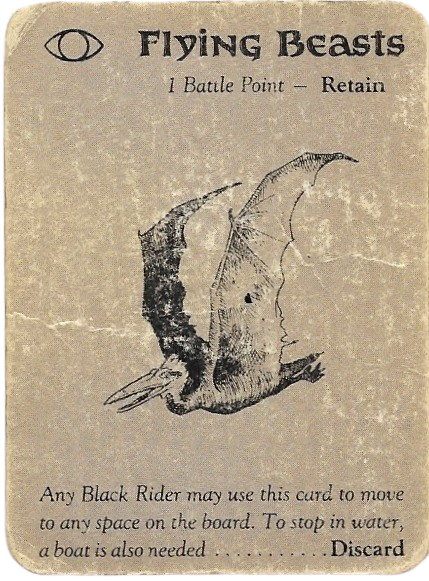 Flying Beasts
1 Battle Point – Retain
Any Black Rider may use this card to move
to any space on the board. To stop in water,
a boat is also needed ............Discard